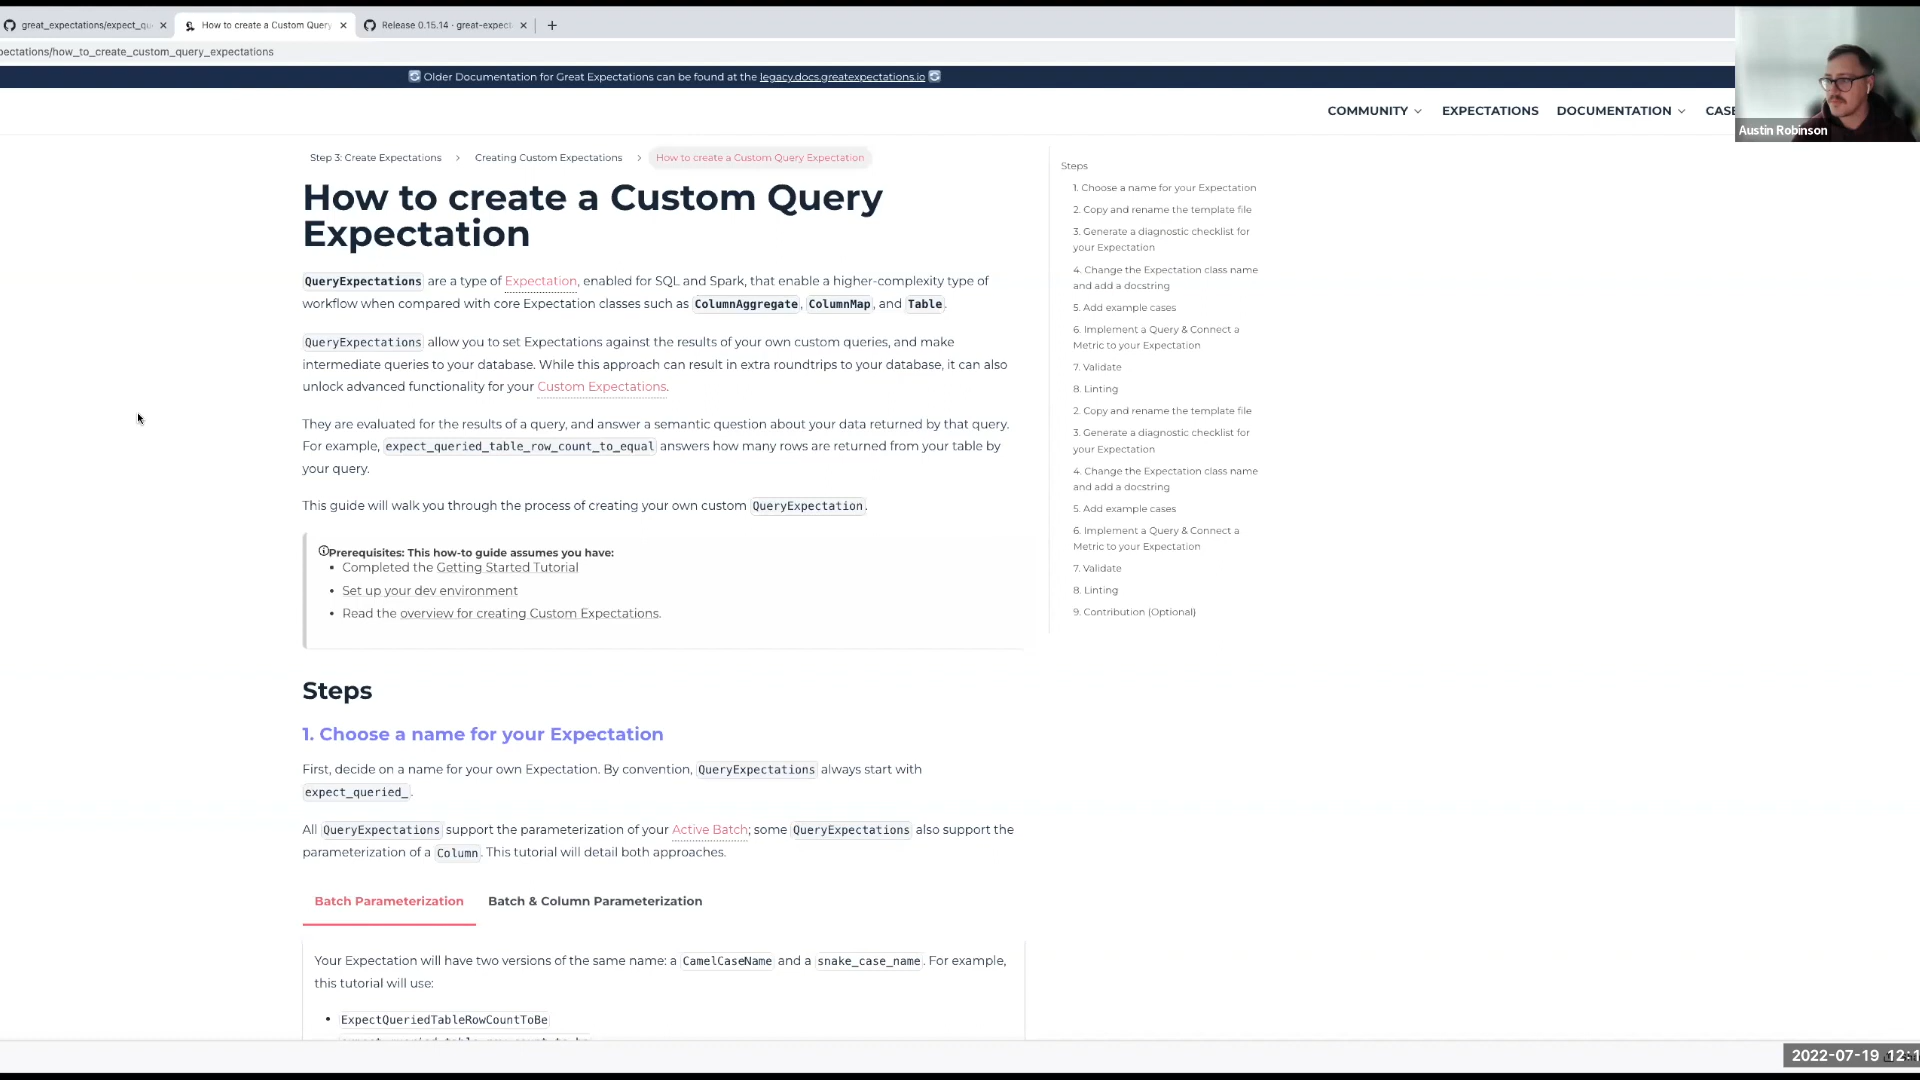 great_expectations/expect_qu
How to create a Custom Query
Release 0.15.14 · great-expect
pectations/how_to_create_custom_query_expectations
Older Documentation for Great Expectations can be found at the legacy.docs.greatexpectations.io
COMMUNITY EXPECTATIONS DOCUMENTATION CASE
Austin Robinson
Step 3: Create Expectations > Creating Custom Expectations > How to create a Custom Query Expectation
How to create a Custom Query
Expectation
QueryExpectations are a type of Expectation, enabled for SQL and Spark, that enable a higher-complexity type of
workflow when compared with core Expectation classes such as ColumnAggregate, ColumnMap, and Table.
QueryExpectations allow you to set Expectations against the results of your own custom queries, and make
intermediate queries to your database. While this approach can result in extra roundtrips to your database, it can also
unlock advanced functionality for your Custom Expectations.
They are evaluated for the results of a query, and answer a semantic question about your data returned by that query.
For example, expect_queried_table_row_count_to_equal answers how many rows are returned from your table by
your query.
This guide will walk you through the process of creating your own custom QueryExpectation.
Prerequisites: This how-to guide assumes you have:
• Completed the Getting Started Tutorial
• Set up your dev environment
• Read the overview for creating Custom Expectations.
Steps
1. Choose a name for your Expectation
First, decide on a name for your own Expectation. By convention, QueryExpectations always start with
expect_queried_.
All QueryExpectations support the parameterization of your Active Batch; some QueryExpectations also support the
parameterization of a Column. This tutorial will detail both approaches.
Batch Parameterization Batch & Column Parameterization
Your Expectation will have two versions of the same name: a CamelCaseName and a snake_case_name. For example,
this tutorial will use:
• ExpectQueriedTableRowCountToBe
Steps
1. Choose a name for your Expectation
2. Copy and rename the template file
3. Generate a diagnostic checklist for
your Expectation
4. Change the Expectation class name
and add a docstring
5. Add example cases
6. Implement a Query & Connect a
Metric to your Expectation
7. Validate
8. Linting
2. Copy and rename the template file
3. Generate a diagnostic checklist for
your Expectation
4. Change the Expectation class name
and add a docstring
5. Add example cases
6. Implement a Query & Connect a
Metric to your Expectation
7. Validate
8. Linting
9. Contribution (Optional)
2022-07-19 12:1